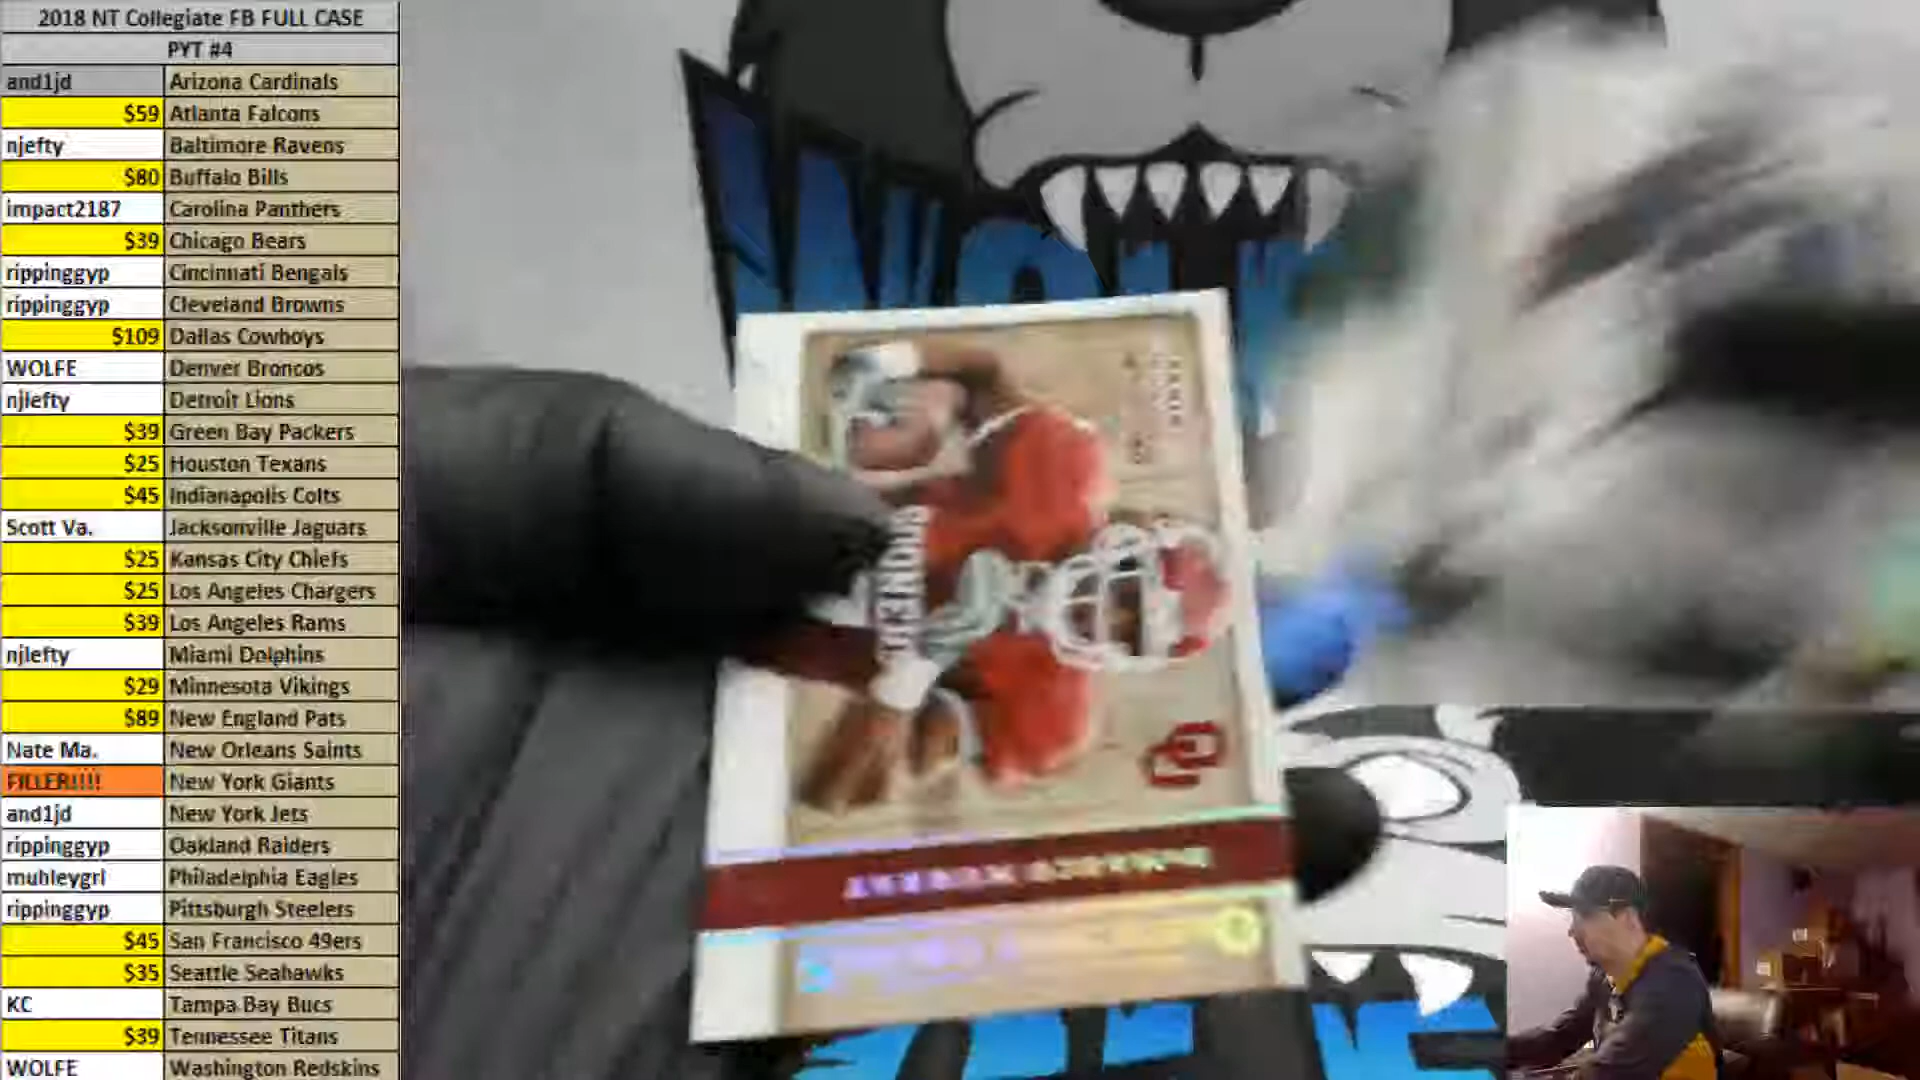 2018 NT Collegiate FB FULL CASE
PYT #4
and1jd Arizona Cardinals
$59 Atlanta Falcons
njefty Baltimore Ravens
$80 Buffalo Bills
impact2187 Carolina Panthers
$39 Chicago Bears
rippinggyp Cincinnati Bengals
rippinggyp Cleveland Browns
$109 Dallas Cowboys
WOLFE Denver Broncos
njlefty Detroit Lions
$39 Green Bay Packers
$25 Houston Texans
$45 Indianapolis Colts
Scott Va. Jacksonville Jaguars
$25 Kansas City Chiefs
$25 Los Angeles Chargers
$39 Los Angeles Rams
njlefty Miami Dolphins
$29 Minnesota Vikings
$89 New England Pats
Nate Ma. New Orleans Saints
FILLER!!!! New York Giants
and1jd New York Jets
rippinggyp Oakland Raiders
muhleygrl Philadelphia Eagles
rippinggyp Pittsburgh Steelers
$45 San Francisco 49ers
$35 Seattle Seahawks
KC Tampa Bay Bucs
$39 Tennessee Titans
WOLFE Washington Redskins